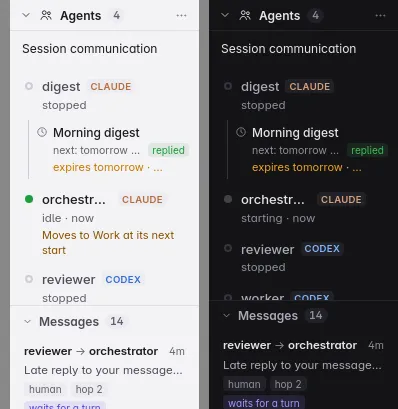 Agents 4 ...
Session communication
digest CLAUDE
stopped
Morning digest
next: tomorrow ... replied
expires tomorrow · ...
orchestr... CLAUDE
idle · now
Moves to Work at its next
start
reviewer CODEX
stopped
Messages 14
reviewer → orchestrator 4m
Late reply to your message...
human hop 2
waits for a turn
Agents 4 ...
Session communication
digest CLAUDE
stopped
Morning digest
next: tomorrow ... replied
expires tomorrow · ...
orchestr... CLAUDE
starting · now
reviewer CODEX
stopped
worker CODEX
Messages 14
reviewer → orchestrator 4m
Late reply to your message...
human hop 2
waits for a turn